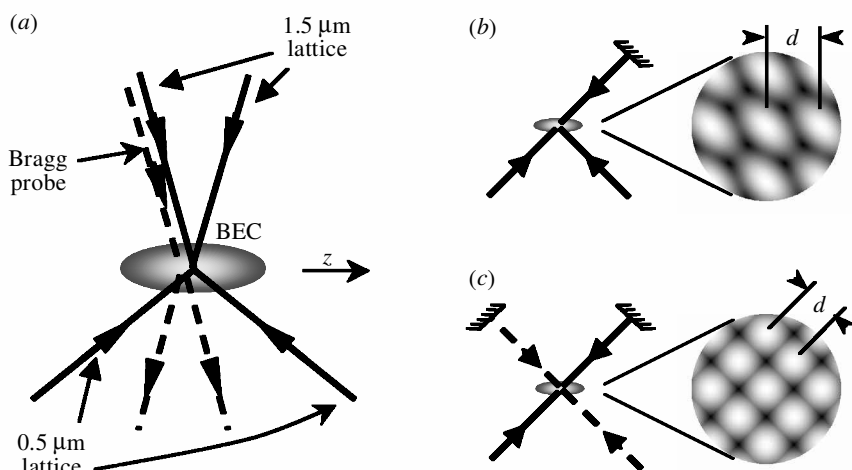 (a)
1.5 μm
lattice
Bragg
probe
BEC
z
0.5 μm
lattice
(b)
d
(c)
d